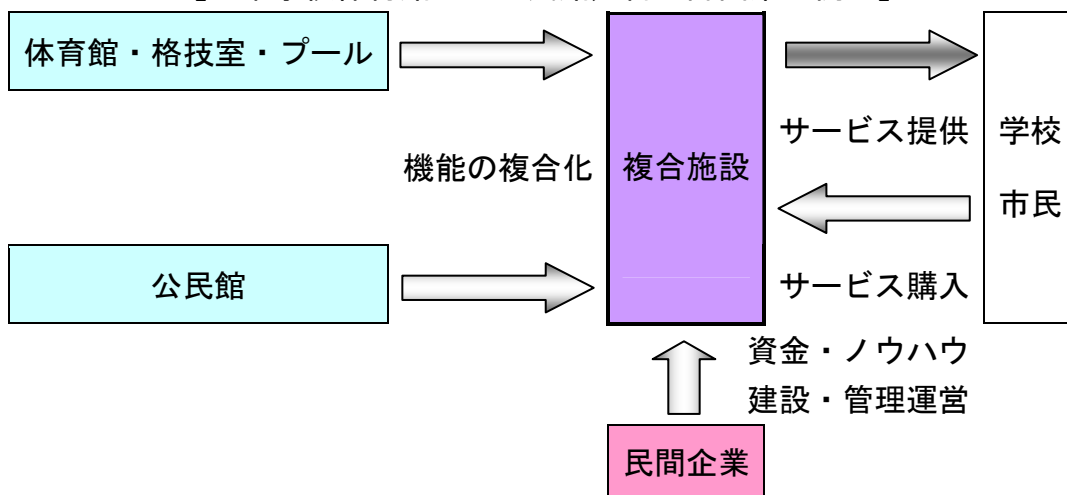 体育館・格技室・プール
機能の複合化
公民館
複合施設
サービス提供
サービス購入
学校
市民
資金・ノウハウ
建設・管理運営
民間企業